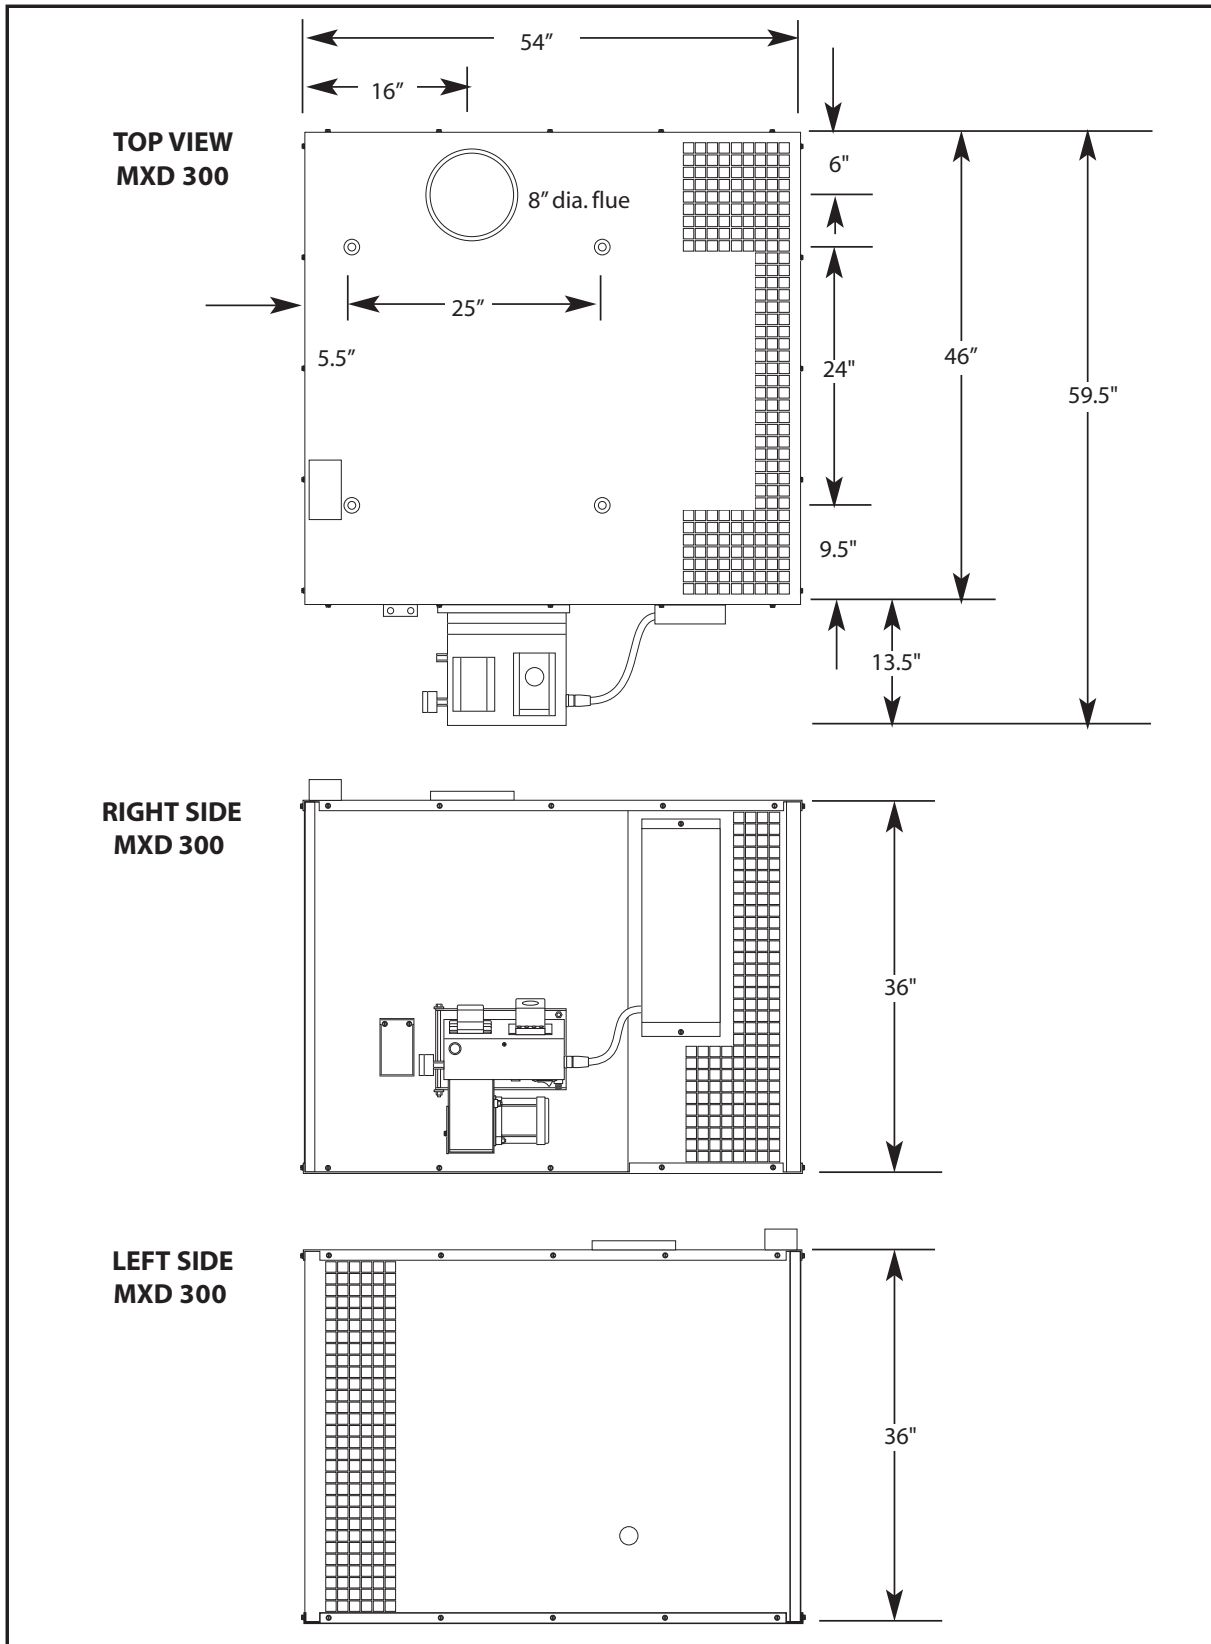 54”
16”
TOP VIEW
MXD 300
6"
8” dia. flue
25”
5.5”
24"
46”
59.5"
9.5"
13.5"
RIGHT SIDE
MXD 300
36"
LEFT SIDE
MXD 300
36"